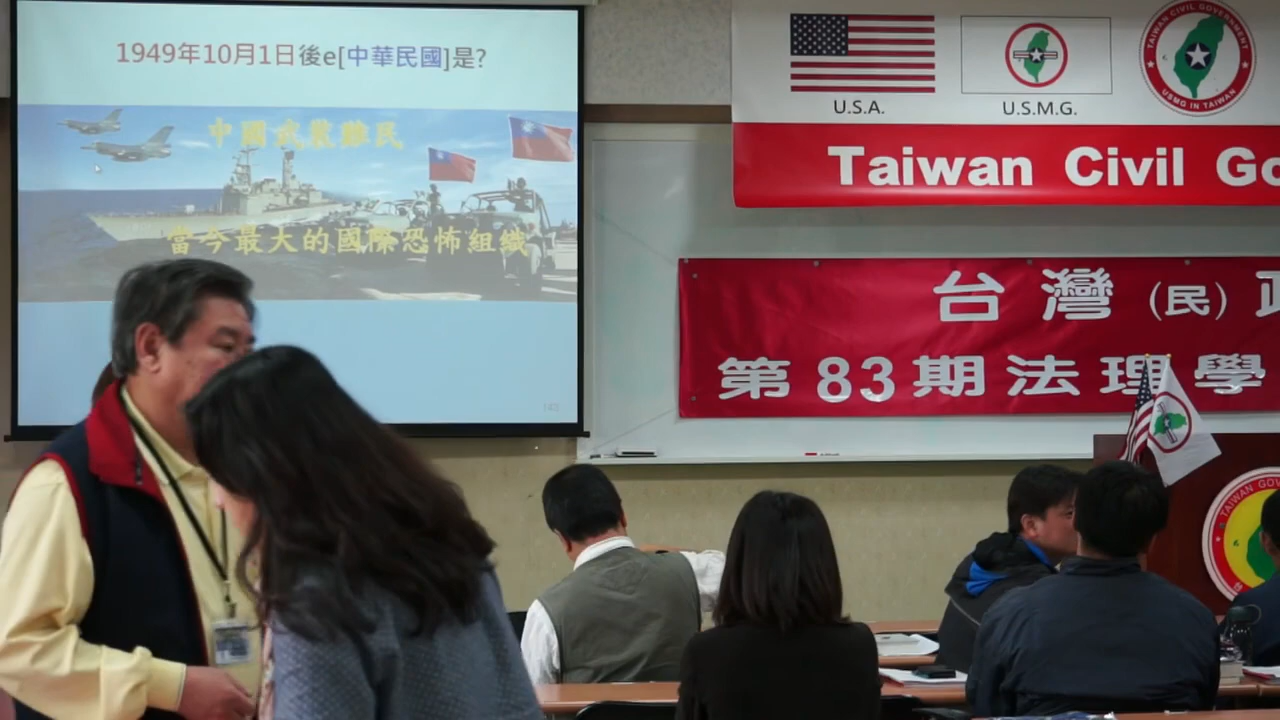 1949年10月1日後e[中華民國]是?
中國武裝難民
當今最大的國際恐怖組織
U.S.A.
U.S.M.G.
TAIWAN CIVIL GOVERNMENT
USMG IN TAIWAN
Taiwan Civil Go
台灣(民)政
第83期法理學
TAIWAN GOV